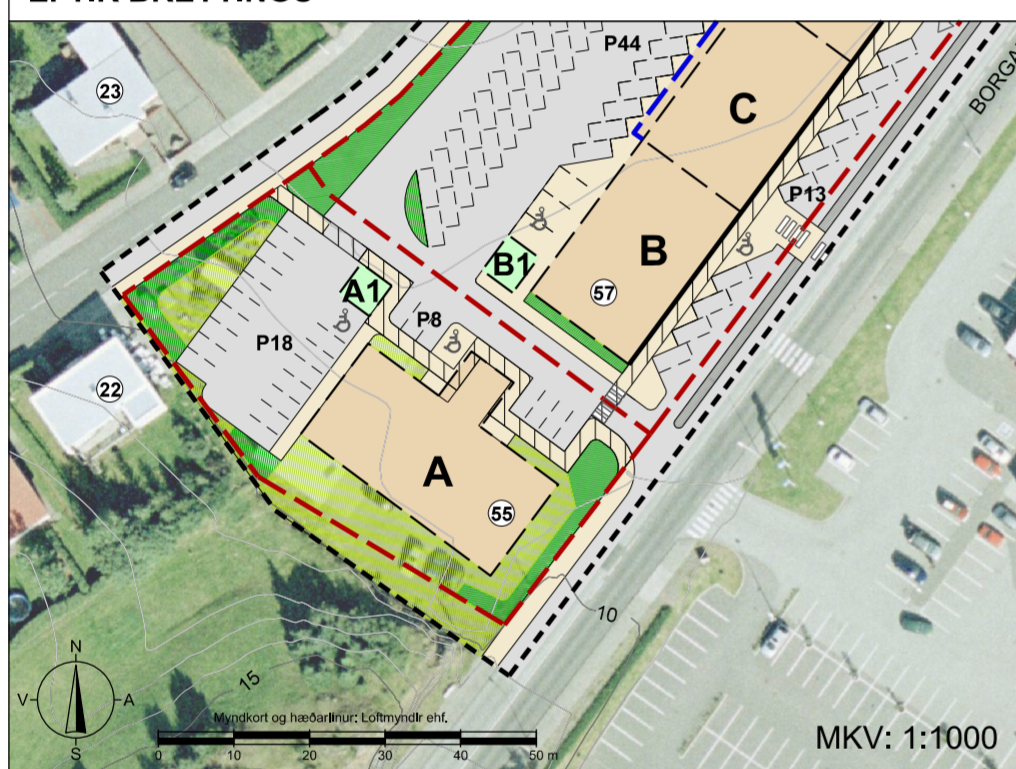 P44
BORGA
23
C
P13
B
B1
57
A1
P8
P18
22
A
55
10
15
N
V
A
S
Myndkort og hæðarlínur: Loftmyndir ehf.
0 10 20 30 40 50 m
MKV: 1:1000